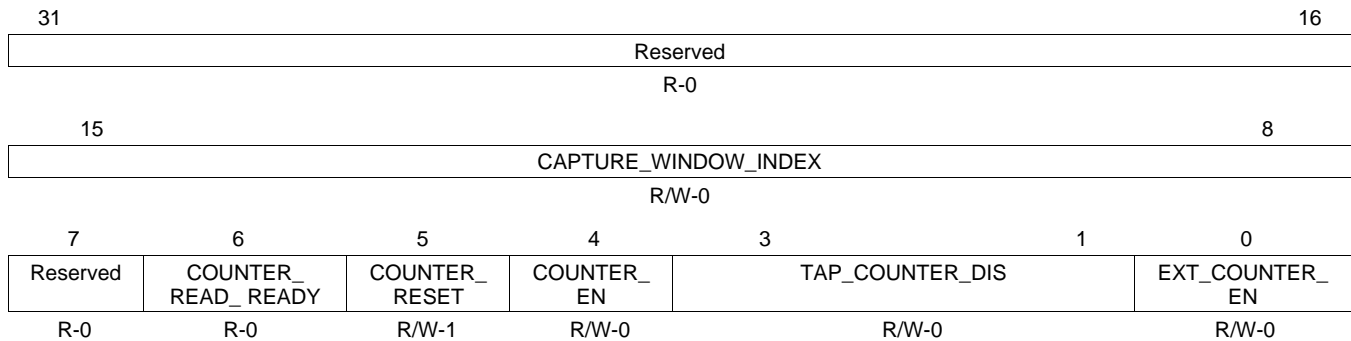 31 16
Reserved
R-0
15 8
CAPTURE_WINDOW_INDEX
R/W-0
7 6 5 4 3 1 0
Reserved COUNTER_ COUNTER_ COUNTER_ TAP_COUNTER_DIS EXT_COUNTER_
READ_ READY RESET EN EN
R-0 R-0 R/W-1 R/W-0 R/W-0 R/W-0